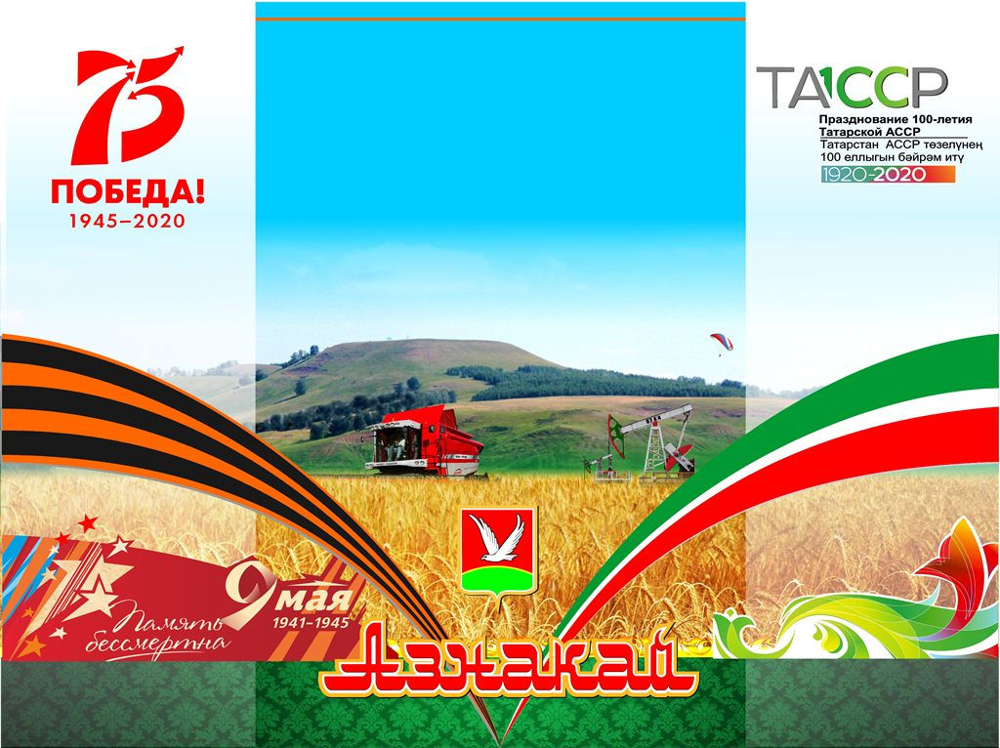 75
ПОБЕДА!
1945–2020
ТА1ССР
Празднование 100-летия
Татарской АССР
Татарстан АССР төзелүнең
100 еллыгын бәйрәм итү
1920-2020
9 мая
1941-1945
Память
бессмертна
Азнакай